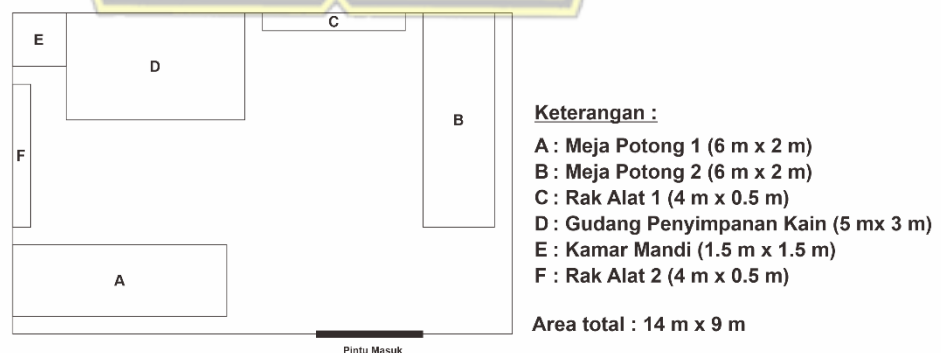 C
E
D
B
F
A
Pintu Masuk
Keterangan :
A : Meja Potong 1 (6 m x 2 m)
B : Meja Potong 2 (6 m x 2 m)
C : Rak Alat 1 (4 m x 0.5 m)
D : Gudang Penyimpanan Kain (5 mx 3 m)
E : Kamar Mandi (1.5 m x 1.5 m)
F : Rak Alat 2 (4 m x 0.5 m)
Area total : 14 m x 9 m